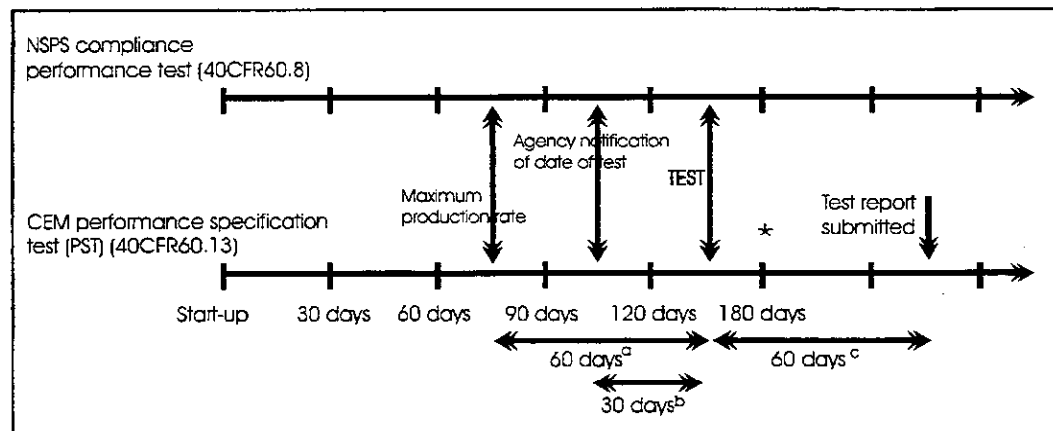 NSPS compliance
performance test (40CFR60.8)
Agency notification
of date of test
TEST
Maximum
production rate
CEM performance specification
test (PST) (40CFR60.13)
Test report
submitted
*
Start-up 30 days 60 days 90 days 120 days 180 days
60 days a 60 days c
30 days b